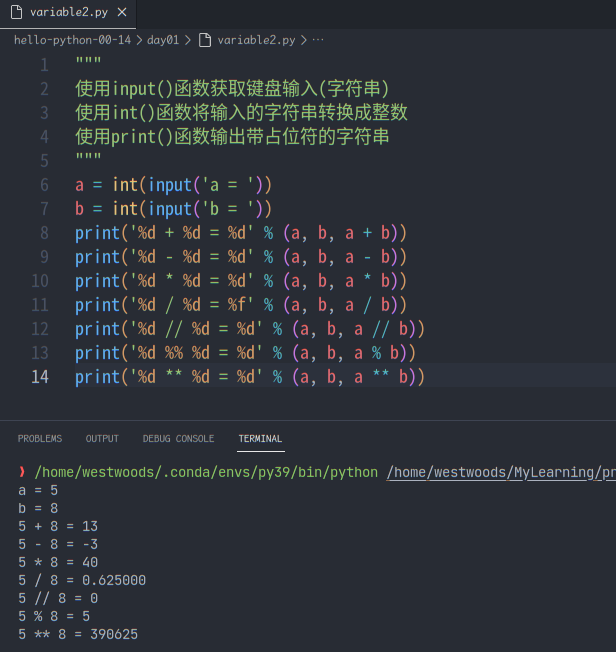 variable2.py ×
hello-python-00-14 > day01 > variable2.py > ...
1 """
2 使用input()函数获取键盘输入(字符串)
3 使用int()函数将输入的字符串转换成整数
4 使用print()函数输出带占位符的字符串
5 """
6 a = int(input('a = '))
7 b = int(input('b = '))
8 print('%d + %d = %d' % (a, b, a + b))
9 print('%d - %d = %d' % (a, b, a - b))
10 print('%d * %d = %d' % (a, b, a * b))
11 print('%d / %d = %f' % (a, b, a / b))
12 print('%d // %d = %d' % (a, b, a // b))
13 print('%d %% %d = %d' % (a, b, a % b))
14 print('%d ** %d = %d' % (a, b, a ** b))
PROBLEMS OUTPUT DEBUG CONSOLE TERMINAL
❯ /home/westwoods/.conda/envs/py39/bin/python /home/westwoods/MyLearning/pr
a = 5
b = 8
5 + 8 = 13
5 - 8 = -3
5 * 8 = 40
5 / 8 = 0.625000
5 // 8 = 0
5 % 8 = 5
5 ** 8 = 390625